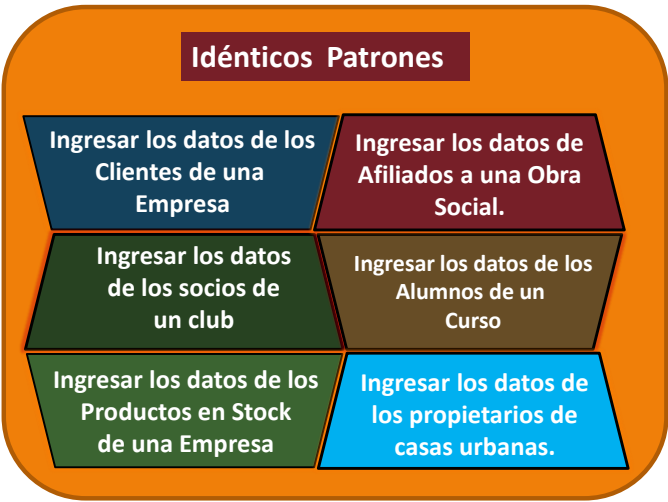 Idénticos Patrones
Ingresar los datos de los
Clientes de una
Empresa
Ingresar los datos de
Afiliados a una Obra
Social.
Ingresar los datos
de los socios de
un club
Ingresar los datos de los
Alumnos de un
Curso
Ingresar los datos de los
Productos en Stock
de una Empresa
Ingresar los datos de
los propietarios de
casas urbanas.